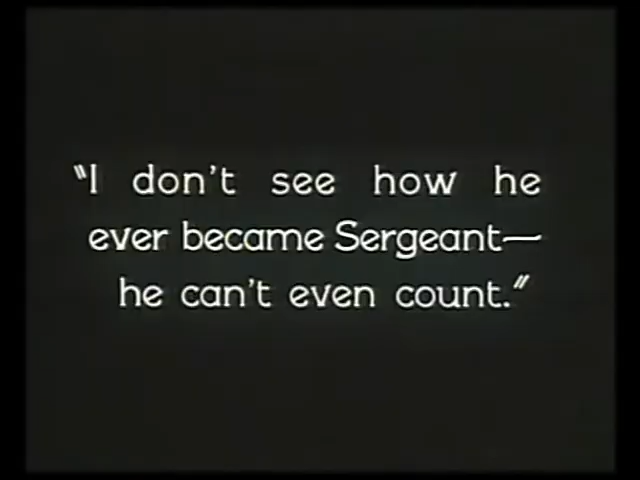 "I don't see how he
ever became Sergeant—
he can't even count."